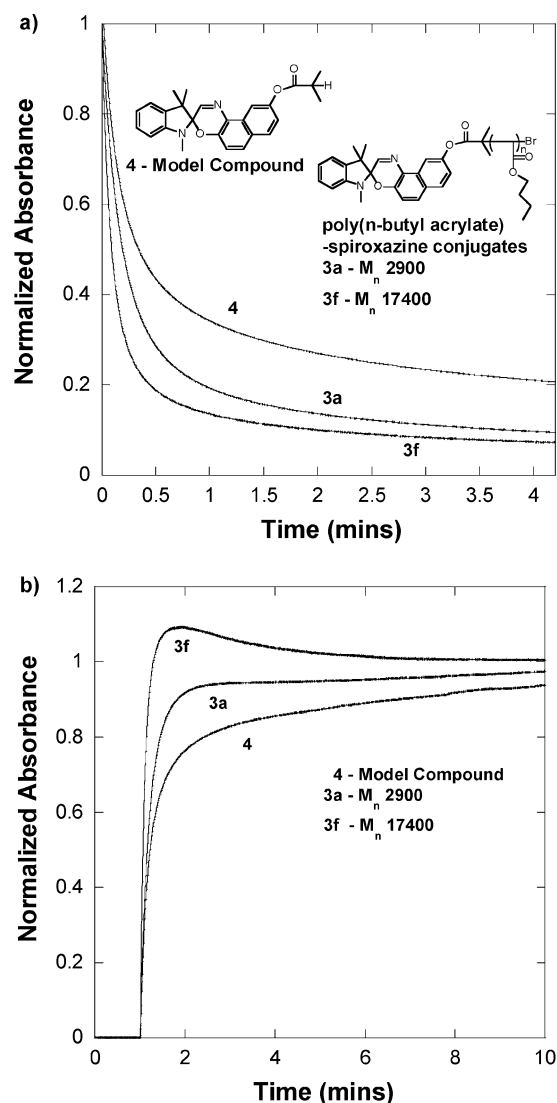 a)
Normalized Absorbance
1
0.8
0.6
0.4
0.2
0
N
O
N
O
O
H
4 - Model Compound
N
O
N
O
O
n
Br
O
O
poly(n-butyl acrylate)
-spiroxazine conjugates
3a - Mn 2900
3f - Mn 17400
4
3a
3f
0 0.5 1 1.5 2 2.5 3 3.5 4
Time (mins)
b)
Normalized Absorbance
1.2
1
0.8
0.6
0.4
0.2
0
3f
3a
4
4 - Model Compound
3a - Mn 2900
3f - Mn 17400
0 2 4 6 8 10
Time (mins)